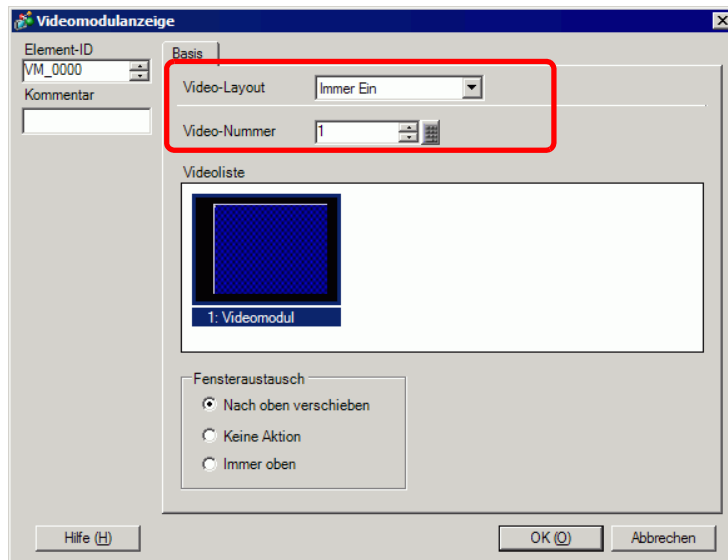 Videomodulanzeige
Element-ID
VM_0000
Kommentar
Basis
Video-Layout
Immer Ein
Video-Nummer
1
Videoliste
1: Videomodul
Fensteraustausch
Nach oben verschieben
Keine Aktion
Immer oben
Hilfe (H)
OK (O)
Abbrechen